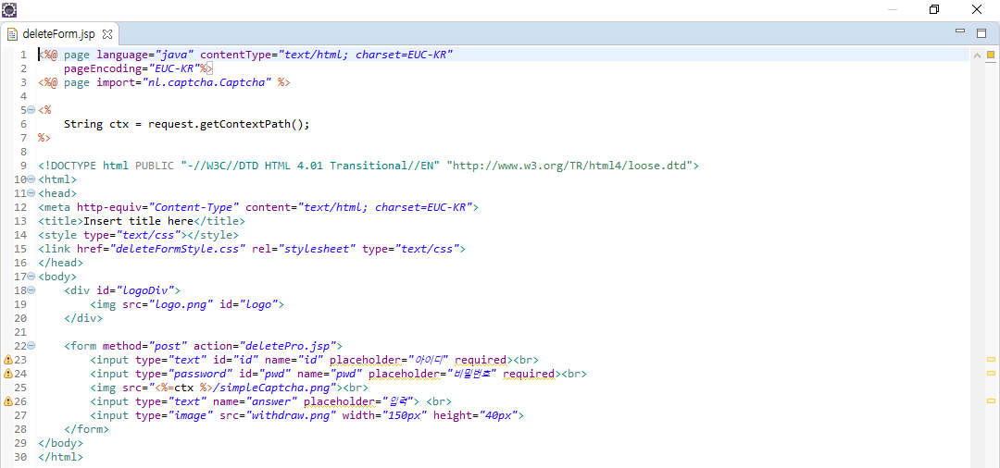 deleteForm.jsp
1 <%@ page language="java" contentType="text/html; charset=EUC-KR"
2     pageEncoding="EUC-KR"%>
3 <%@ page import="nl.captcha.Captcha" %>
4
5 <%
6     String ctx = request.getContextPath();
7 %>
8
9 <!DOCTYPE html PUBLIC "-//W3C//DTD HTML 4.01 Transitional//EN" "http://www.w3.org/TR/html4/loose.dtd">
10 <html>
11 <head>
12 <meta http-equiv="Content-Type" content="text/html; charset=EUC-KR">
13 <title>Insert title here</title>
14 <style type="text/css"></style>
15 <link href="deleteFormStyle.css" rel="stylesheet" type="text/css">
16 </head>
17 <body>
18     <div id="logoDiv">
19         <img src="logo.png" id="logo">
20     </div>
21
22     <form method="post" action="deletePro.jsp">
23         <input type="text" id="id" name="id" placeholder="아이디" required><br>
24         <input type="password" id="pwd" name="pwd" placeholder="비밀번호" required><br>
25         <img src="<%=ctx %>/simpleCaptcha.png"><br>
26         <input type="text" name="answer" placeholder="입력"> <br>
27         <input type="image" src="withdraw.png" width="150px" height="40px">
28     </form>
29 </body>
30 </html>